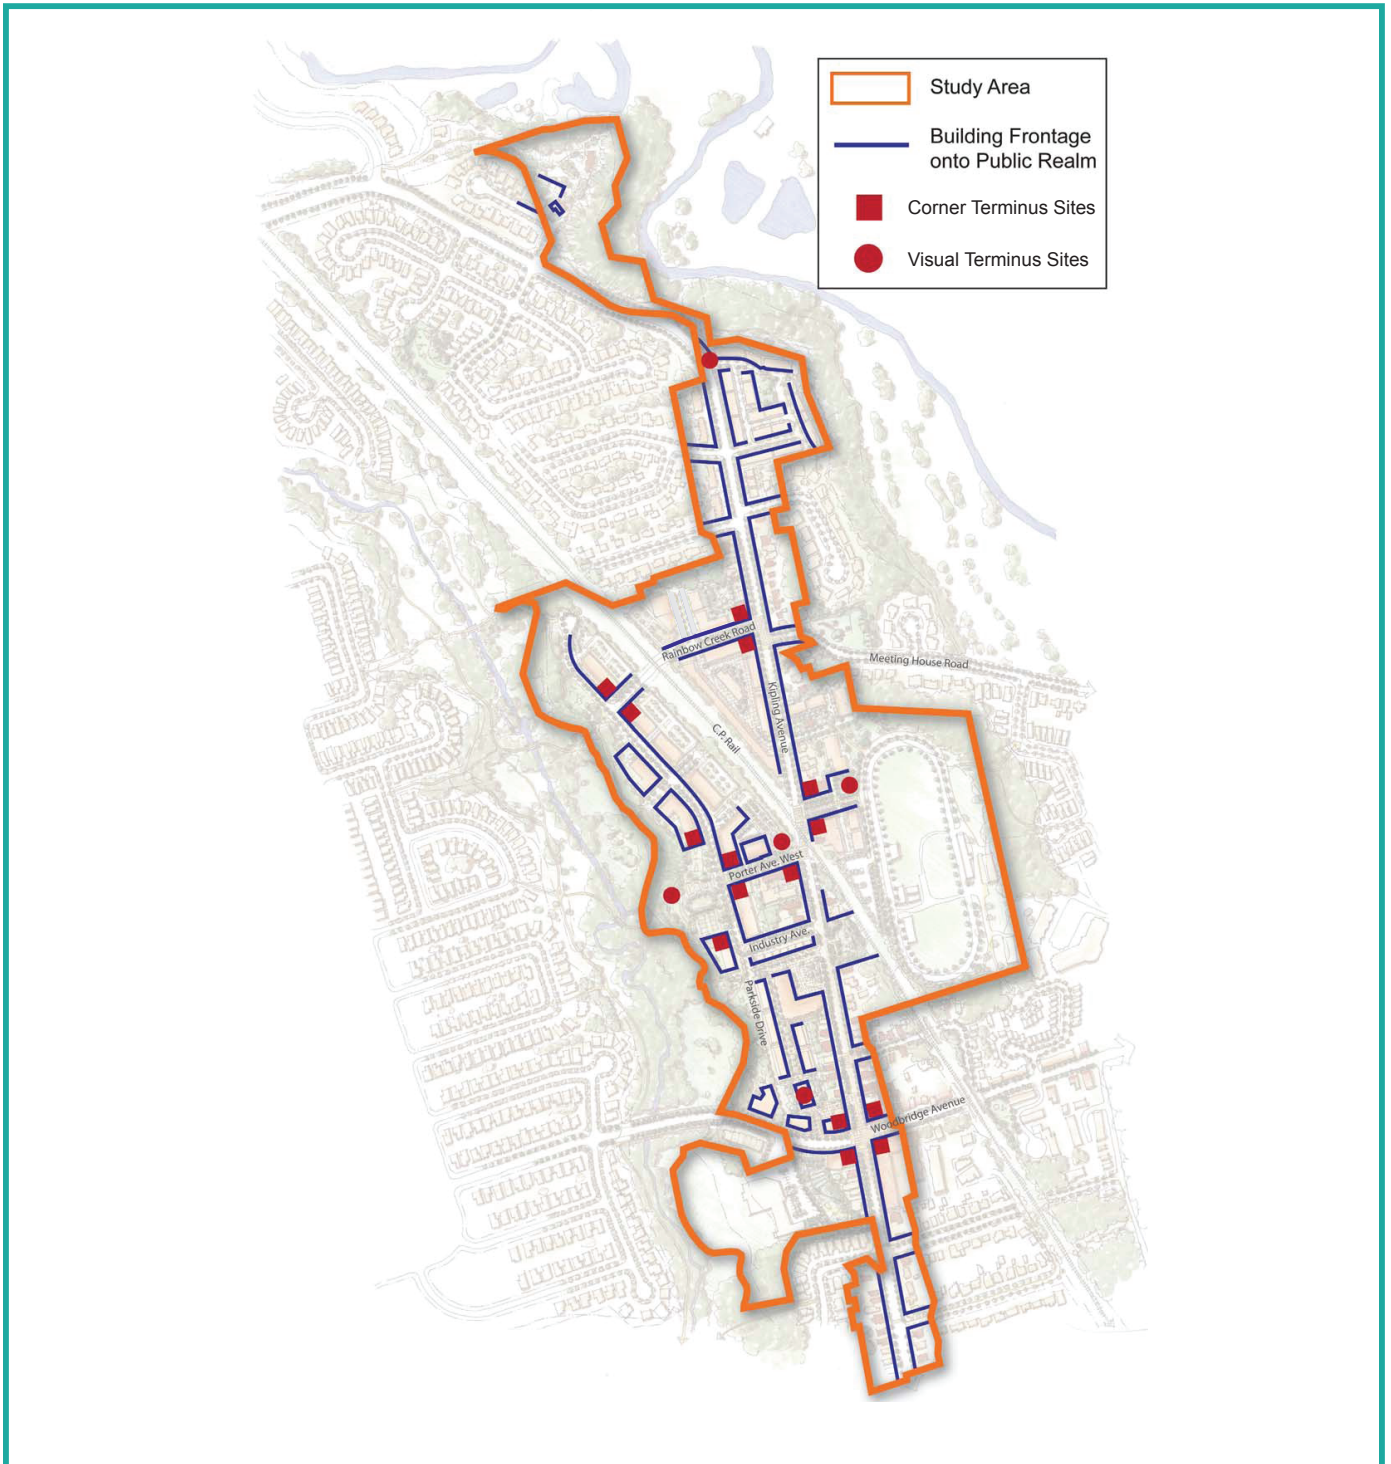 Study Area
Building Frontage
onto Public Realm
Corner Terminus Sites
Visual Terminus Sites
Rainbow Creek Road
Meeting House Road
Kipling Avenue
C.P. Rail
Porter Ave. West
Industry Ave.
Parkside Drive
Woodbridge Avenue